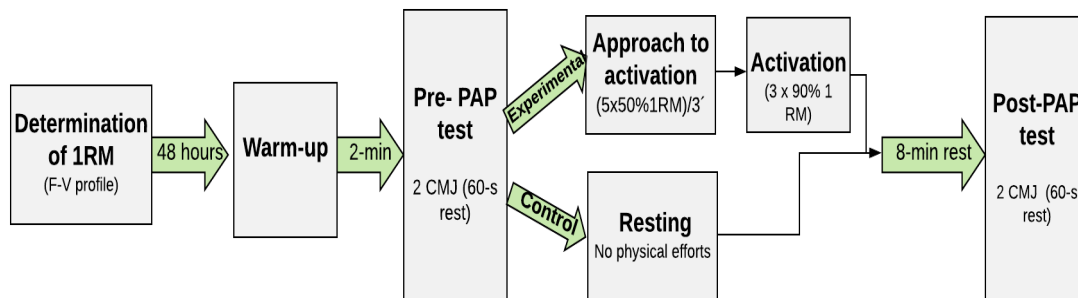 Determination
of 1RM
(F-V profile)
48 hours
Warm-up
2-min
Pre- PAP
test
2 CMJ (60-s
rest)
Experimental
Approach to
activation
(5x50%1RM)/3´
Activation
(3 x 90% 1
RM)
Control
Resting
No physical efforts
8-min rest
Post-PAP
test
2 CMJ (60-s
rest)